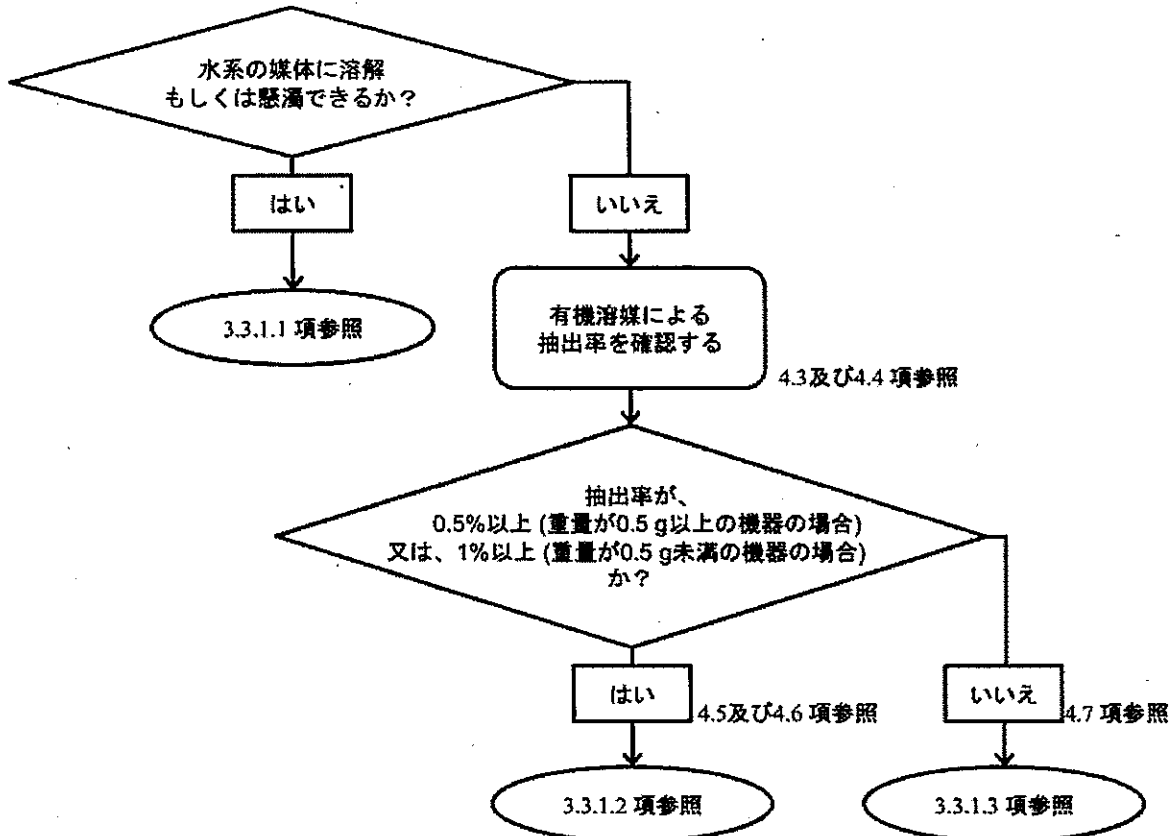 水系の媒体に溶解
もしくは懸濁できるか？
はい
いいえ
3.3.1.1 項参照
有機溶媒による
抽出率を確認する
4.3及び4.4 項参照
抽出率が、
0.5%以上 (重量が0.5 g以上の機器の場合)
又は、1%以上 (重量が0.5 g未満の機器の場合)
か？
はい
4.5及び4.6 項参照
いいえ
4.7 項参照
3.3.1.2 項参照
3.3.1.3 項参照